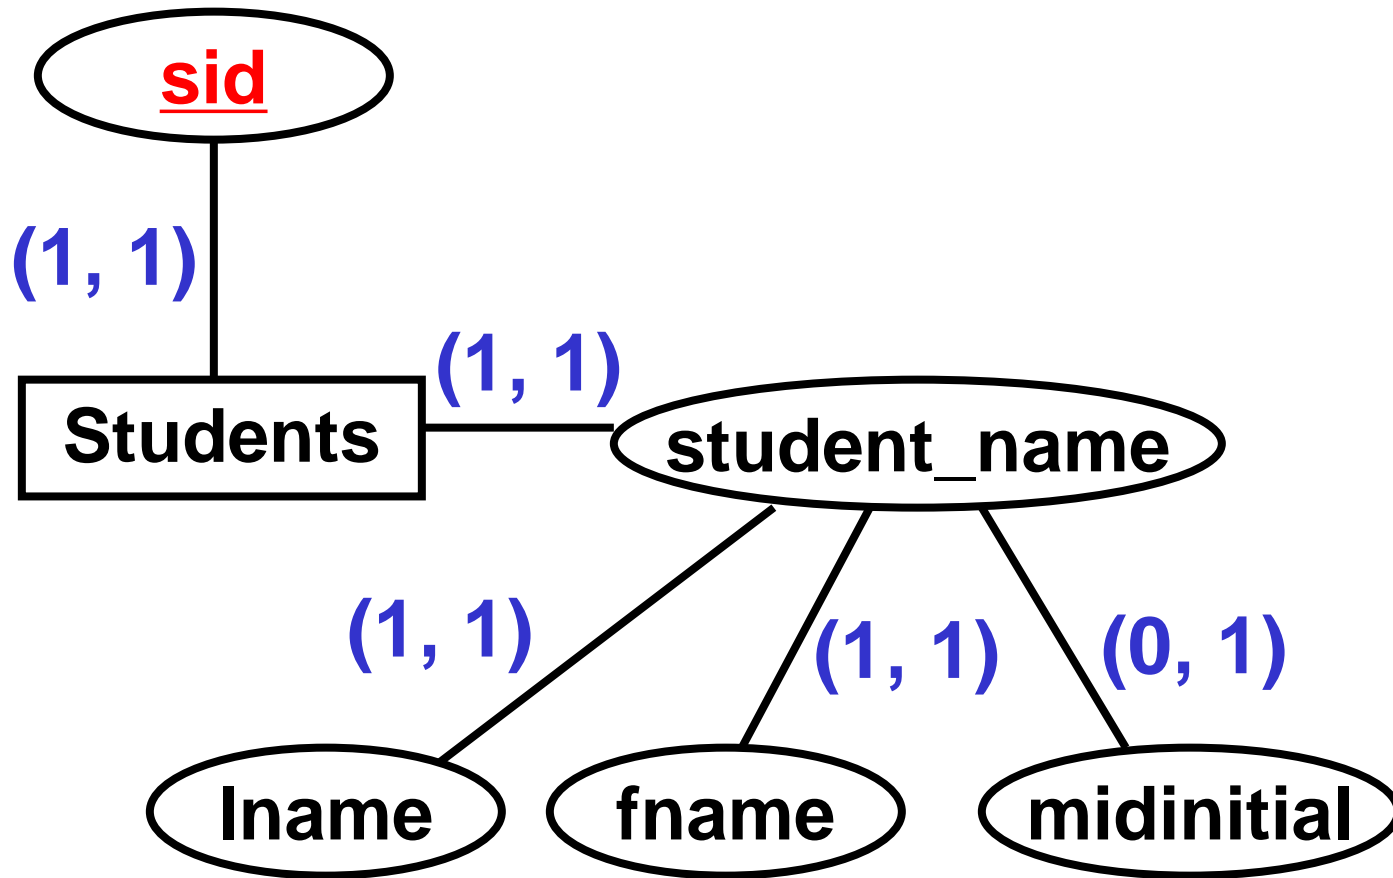 sid
(1, 1)
(1, 1)
Students
student_name
(1, 1)
(1, 1)
(0, 1)
lname
fname
midinitial